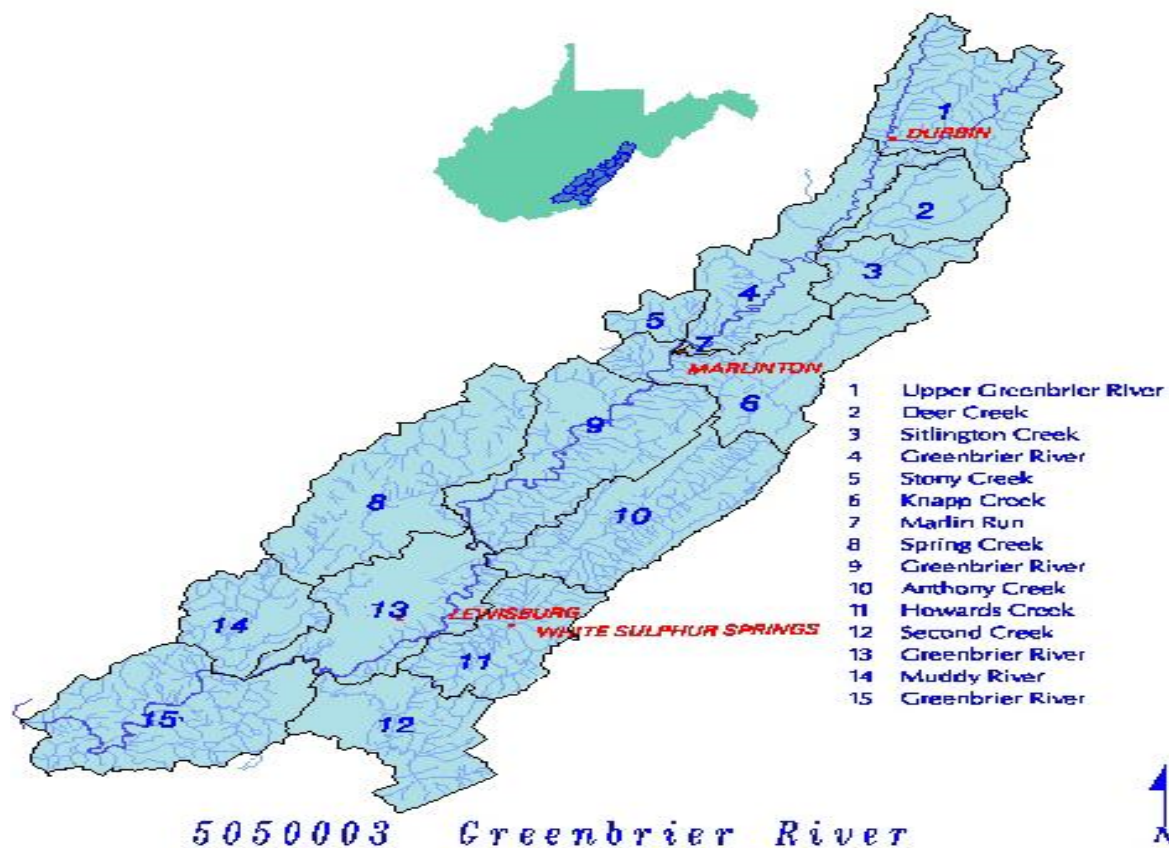 1
DURBIN
2
3
4
5
7
MARLINTON
6
9
8
10
LEWISBURG
13
WHITE SULPHUR SPRINGS
14
11
15
12
1 Upper Greenbrier River
2 Deer Creek
3 Sitlington Creek
4 Greenbrier River
5 Stony Creek
6 Knapp Creek
7 Marlin Run
8 Spring Creek
9 Greenbrier River
10 Anthony Creek
11 Howards Creek
12 Second Creek
13 Greenbrier River
14 Muddy River
15 Greenbrier River
5050003 Greenbrier River
N